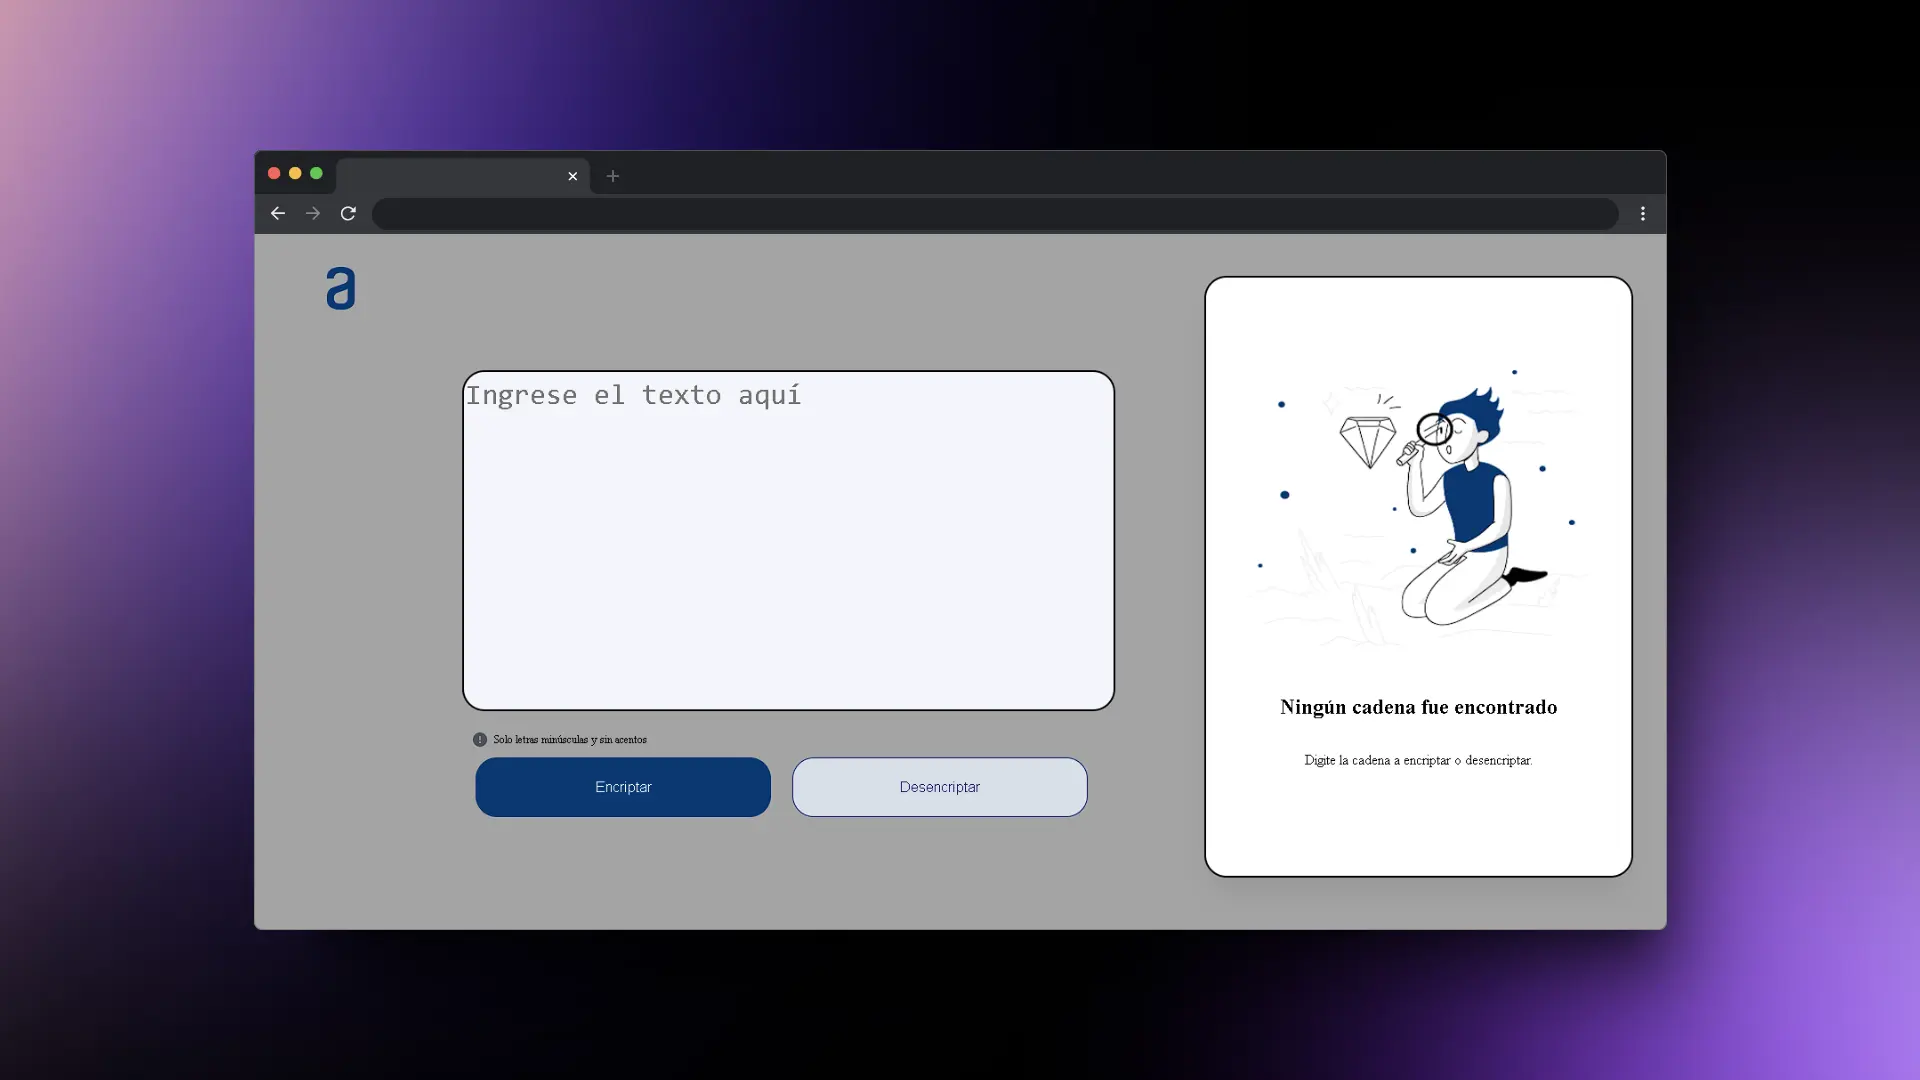 a
Ingrese el texto aquí
Solo letras minúsculas y sin acentos
Encriptar
Desencriptar
Ningún cadena fue encontrado
Digite la cadena a encriptar o desencriptar.